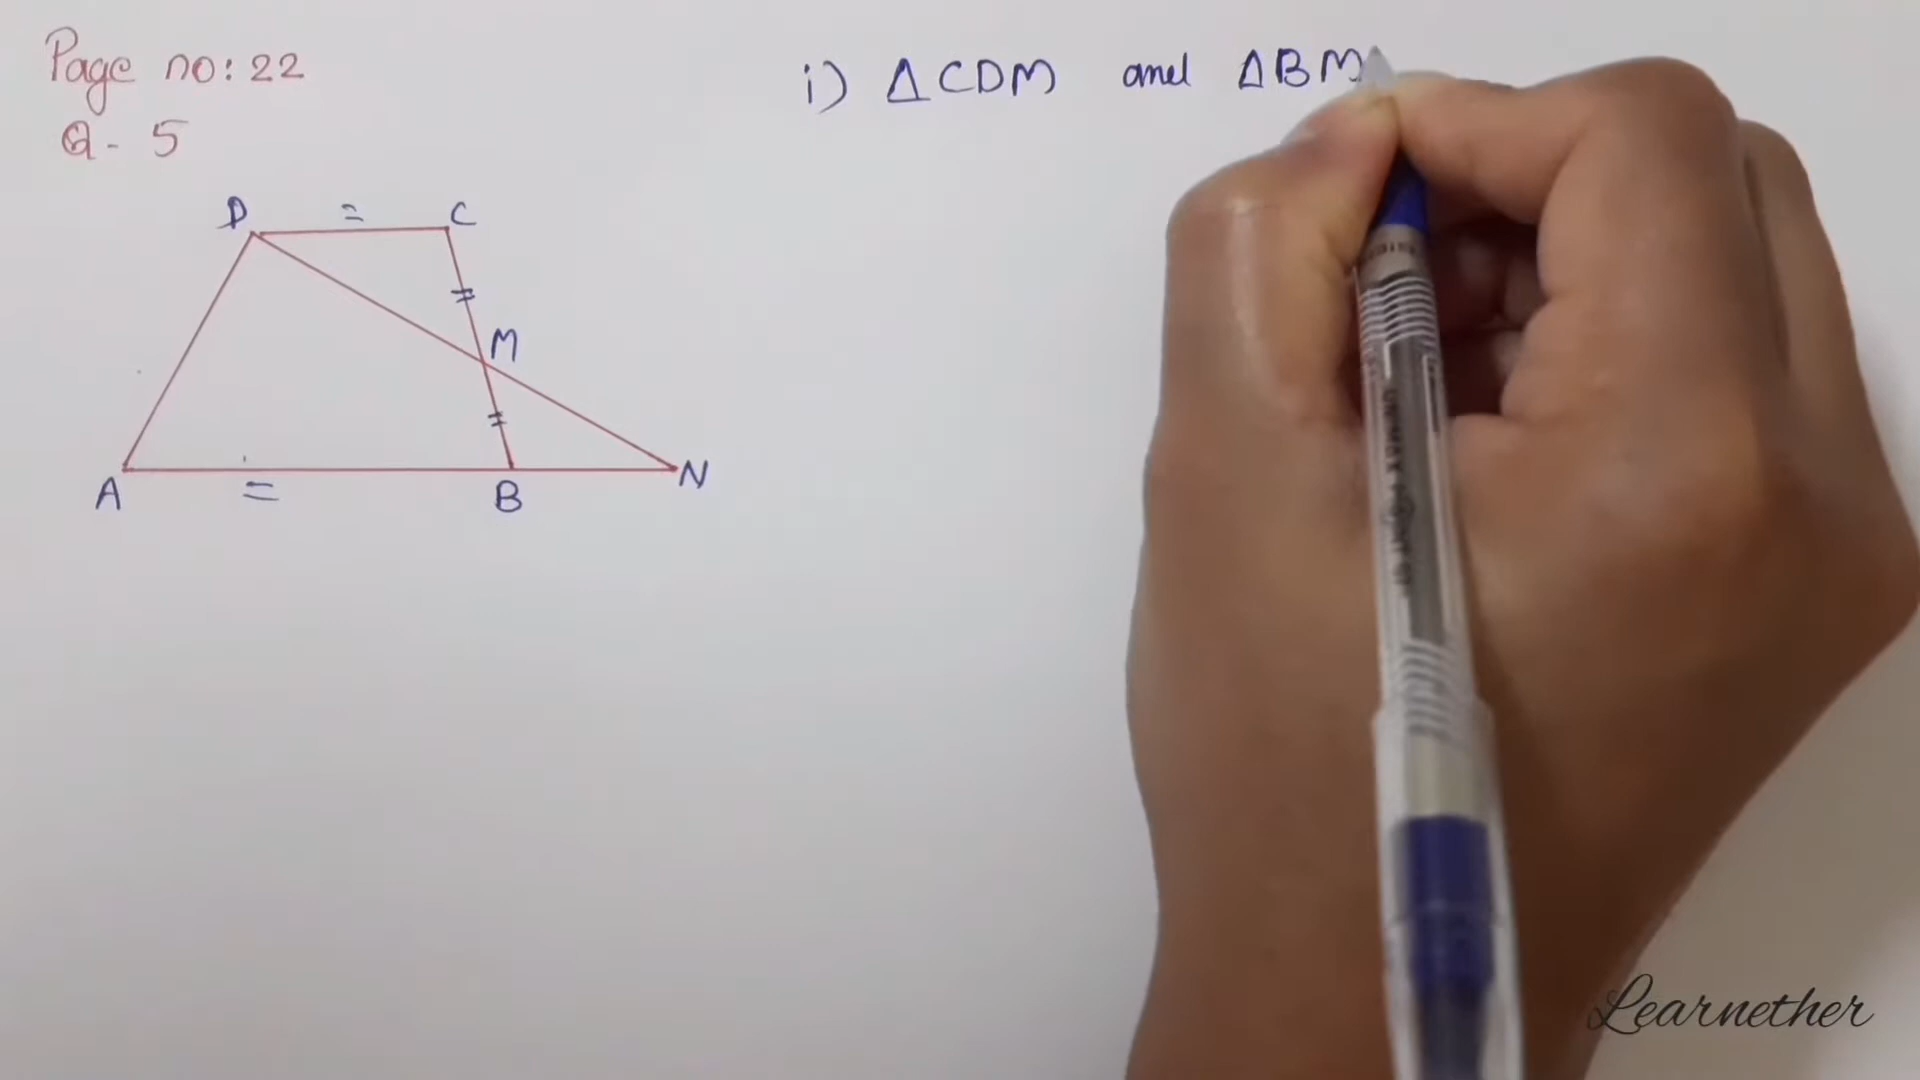 Page no: 22
Q - 5
i) ΔCDM and ΔBM
D = C
M
A = B N
Learnether